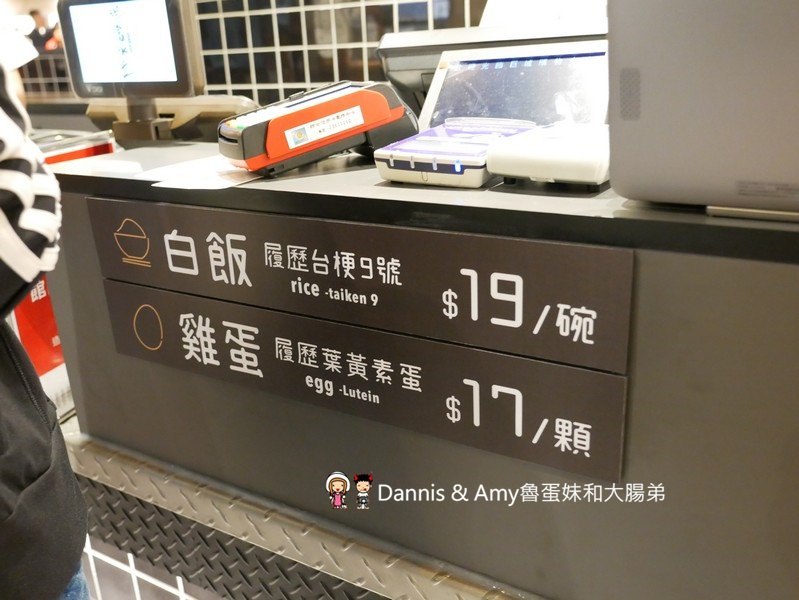 白飯 履歷台梗9號 $19/碗
rice -taiken 9
雞蛋 履歷葉黃素蛋 $17/顆
egg -Lutein
館
Dannis & Amy魯蛋妹和大腸弟